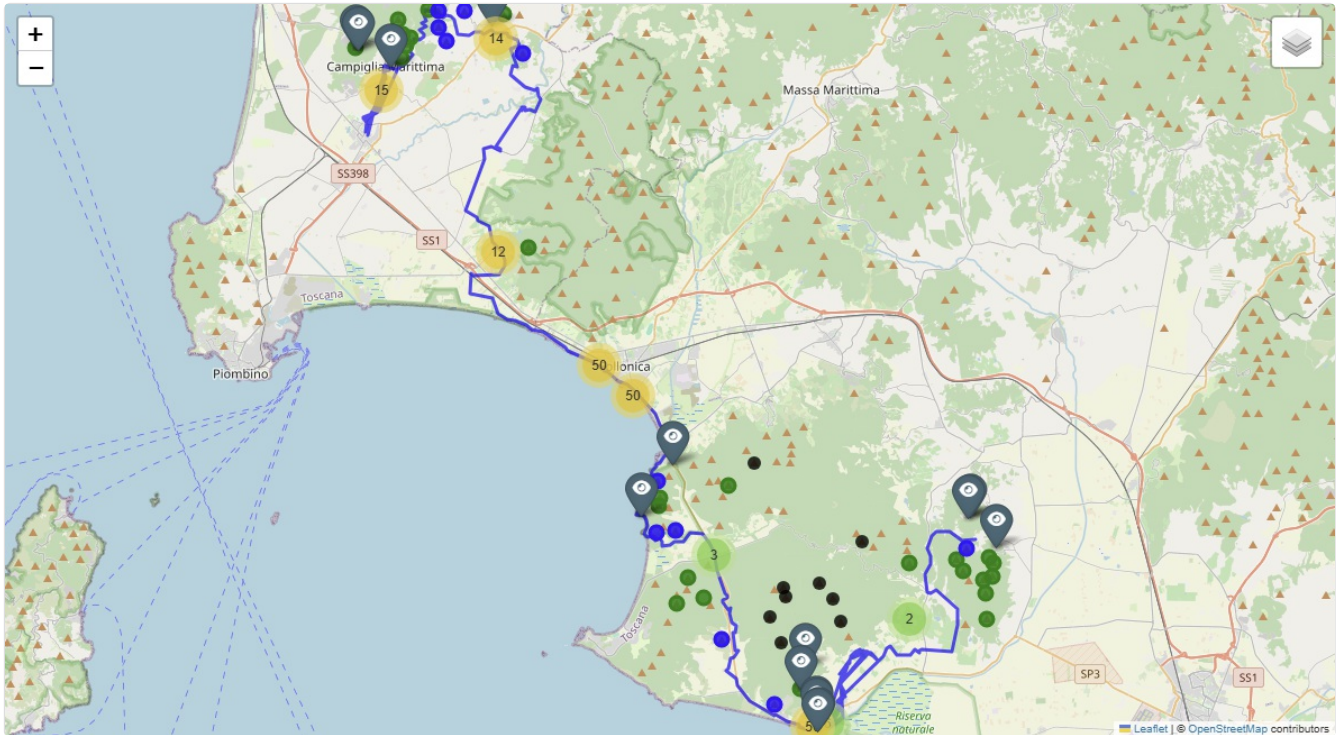 +
−
14
Campiglia Marittima
15
Massa Marittima
SS398
SS1
12
Toscana
50
llonica
50
Piombino
3
Toscana
2
SP3
SS1
Riserva
naturale
Leaflet | © OpenStreetMap contributors